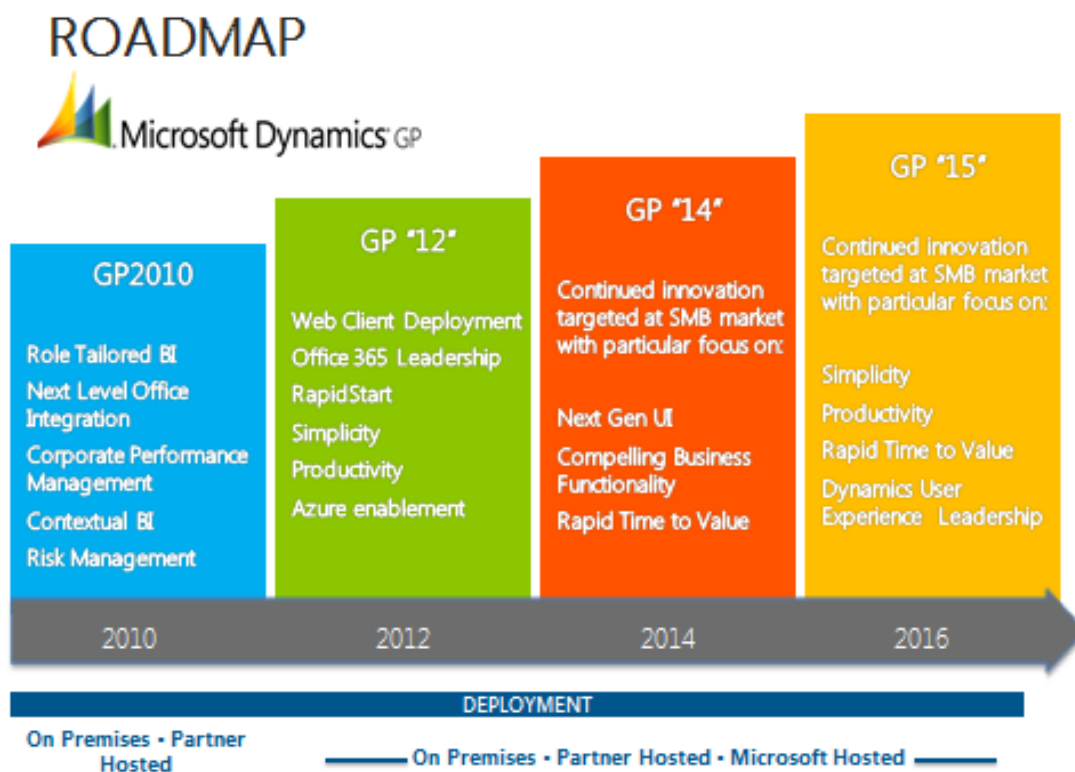 ROADMAP
Microsoft Dynamics GP
GP2010
Role Tailored BI
Next Level Office
Integration
Corporate Performance
Management
Contextual BI
Risk Management
GP "12"
Web Client Deployment
Office 365 Leadership
RapidStart
Simplicity
Productivity
Azure enablement
GP "14"
Continued innovation
targeted at SMB market
with particular focus on:
Next Gen UI
Compelling Business
Functionality
Rapid Time to Value
GP "15"
Continued innovation
targeted at SMB market
with particular focus on:
Simplicity
Productivity
Rapid Time to Value
Dynamics User
Experience Leadership
2010
2012
2014
2016
DEPLOYMENT
On Premises • Partner
Hosted
On Premises • Partner Hosted • Microsoft Hosted